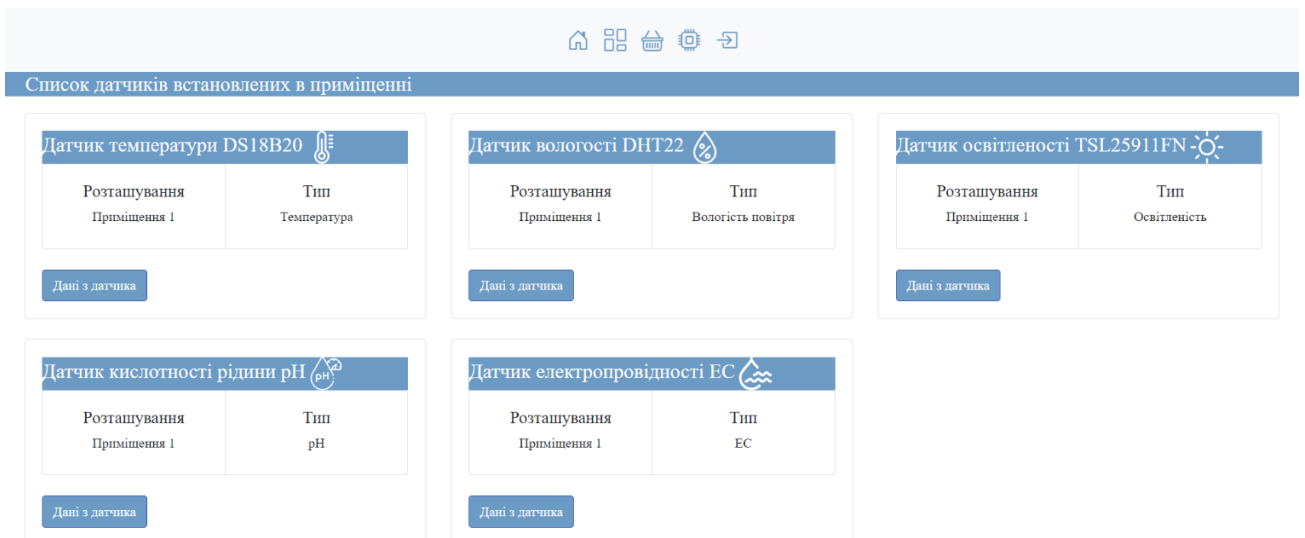 Список датчиків встановлених в приміщенні
Датчик температури DS18B20
Розташування
Тип
Приміщення 1
Температура
Дані з датчика
Датчик вологості DHT22
%
Розташування
Тип
Приміщення 1
Вологість повітря
Дані з датчика
Датчик освітленості TSL25911FN
Розташування
Тип
Приміщення 1
Освітленість
Дані з датчика
Датчик кислотності рідини pH
pH
Розташування
Тип
Приміщення 1
pH
Дані з датчика
Датчик електропровідності EC
Розташування
Тип
Приміщення 1
EC
Дані з датчика